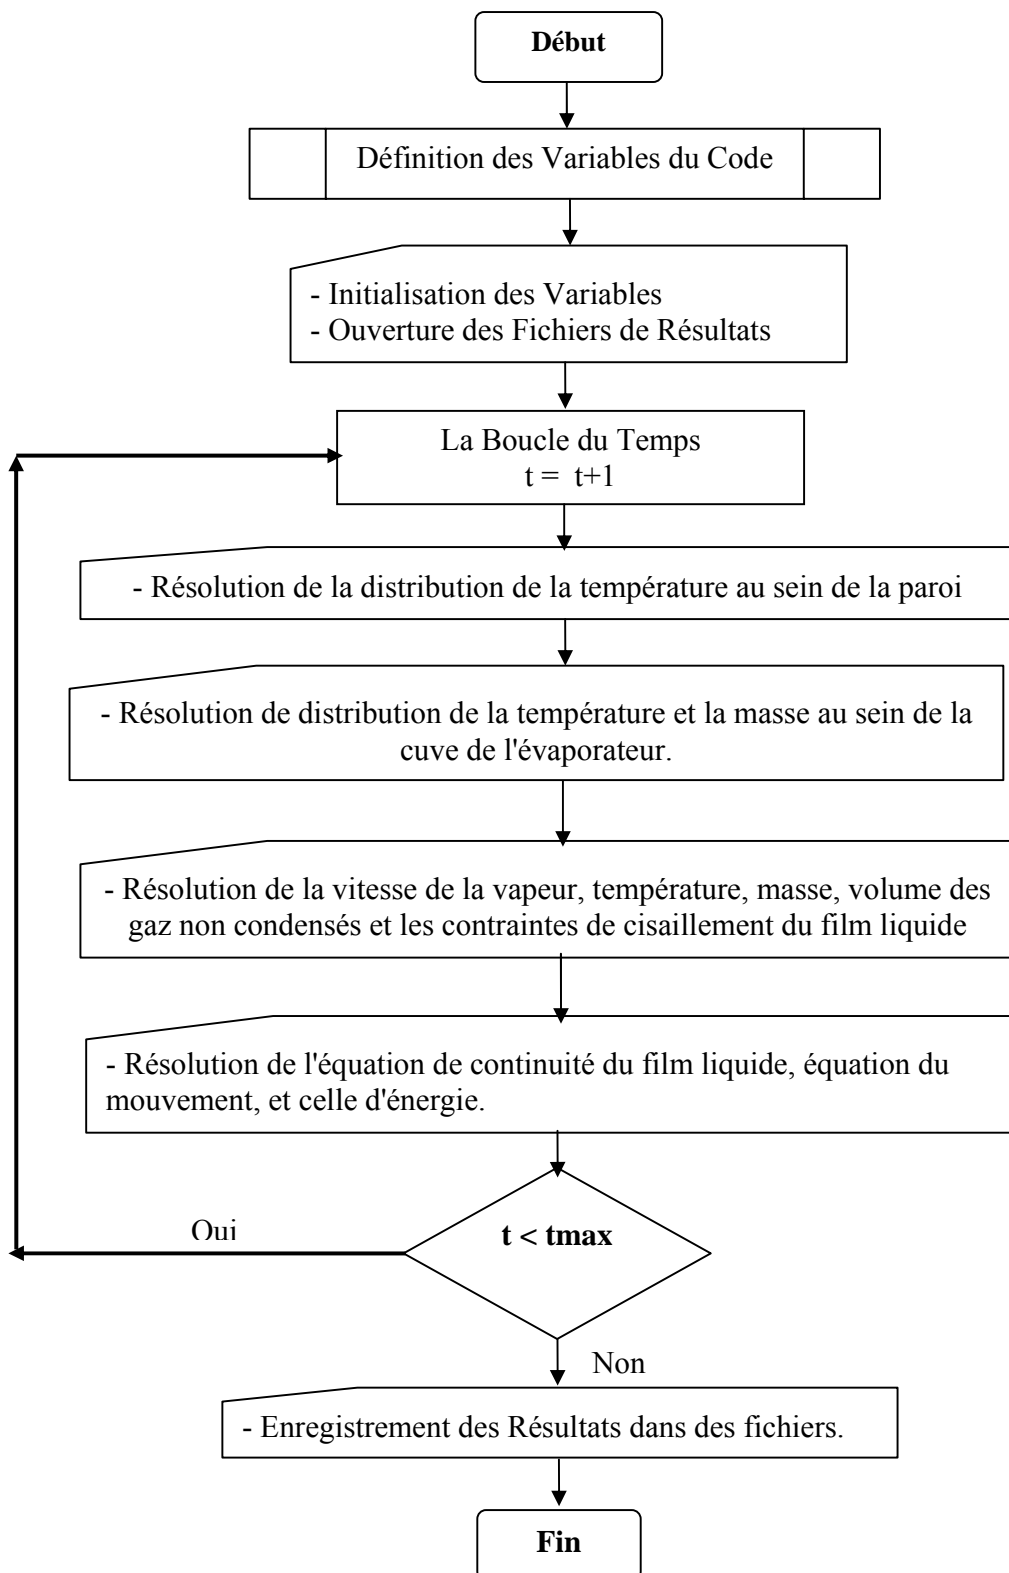 Début
Définition des Variables du Code
- Initialisation des Variables
- Ouverture des Fichiers de Résultats
La Boucle du Temps
t = t+1
- Résolution de la distribution de la température au sein de la paroi
- Résolution de distribution de la température et la masse au sein de la
cuve de l'évaporateur.
- Résolution de la vitesse de la vapeur, température, masse, volume des
gaz non condensés et les contraintes de cisaillement du film liquide
- Résolution de l'équation de continuité du film liquide, équation du
mouvement, et celle d'énergie.
t < tmax
Oui
Non
- Enregistrement des Résultats dans des fichiers.
Fin